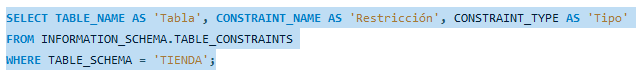 SELECT TABLE_NAME AS 'Tabla', CONSTRAINT_NAME AS 'Restricción', CONSTRAINT_TYPE AS 'Tipo'
FROM INFORMATION_SCHEMA.TABLE_CONSTRAINTS
WHERE TABLE_SCHEMA = 'TIENDA';